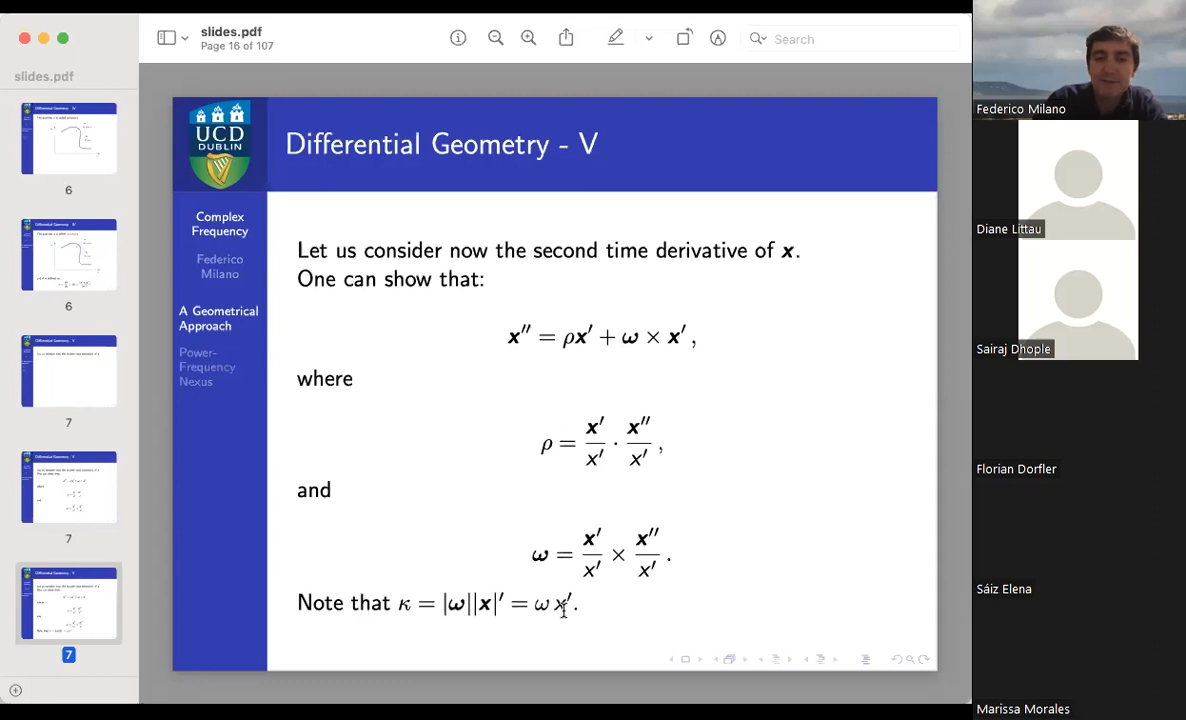 slides.pdf
Page 16 of 107
Search
slides.pdf
6
6
7
7
7
UCD
DUBLIN
Differential Geometry - V
Complex
Frequency
Federico
Milano
A Geometrical
Approach
Power-
Frequency
Nexus
Let us consider now the second time derivative of x.
One can show that:
x′′ = ρx′ + ω × x′ ,
where
ρ = x′/x′ · x′′/x′ ,
and
ω = x′/x′ × x′′/x′ .
Note that κ = |ω||x|′ = ω x′.
Federico Milano
Diane Littau
Sairaj Dhople
Florian Dorfler
Sáiz Elena
Marissa Morales